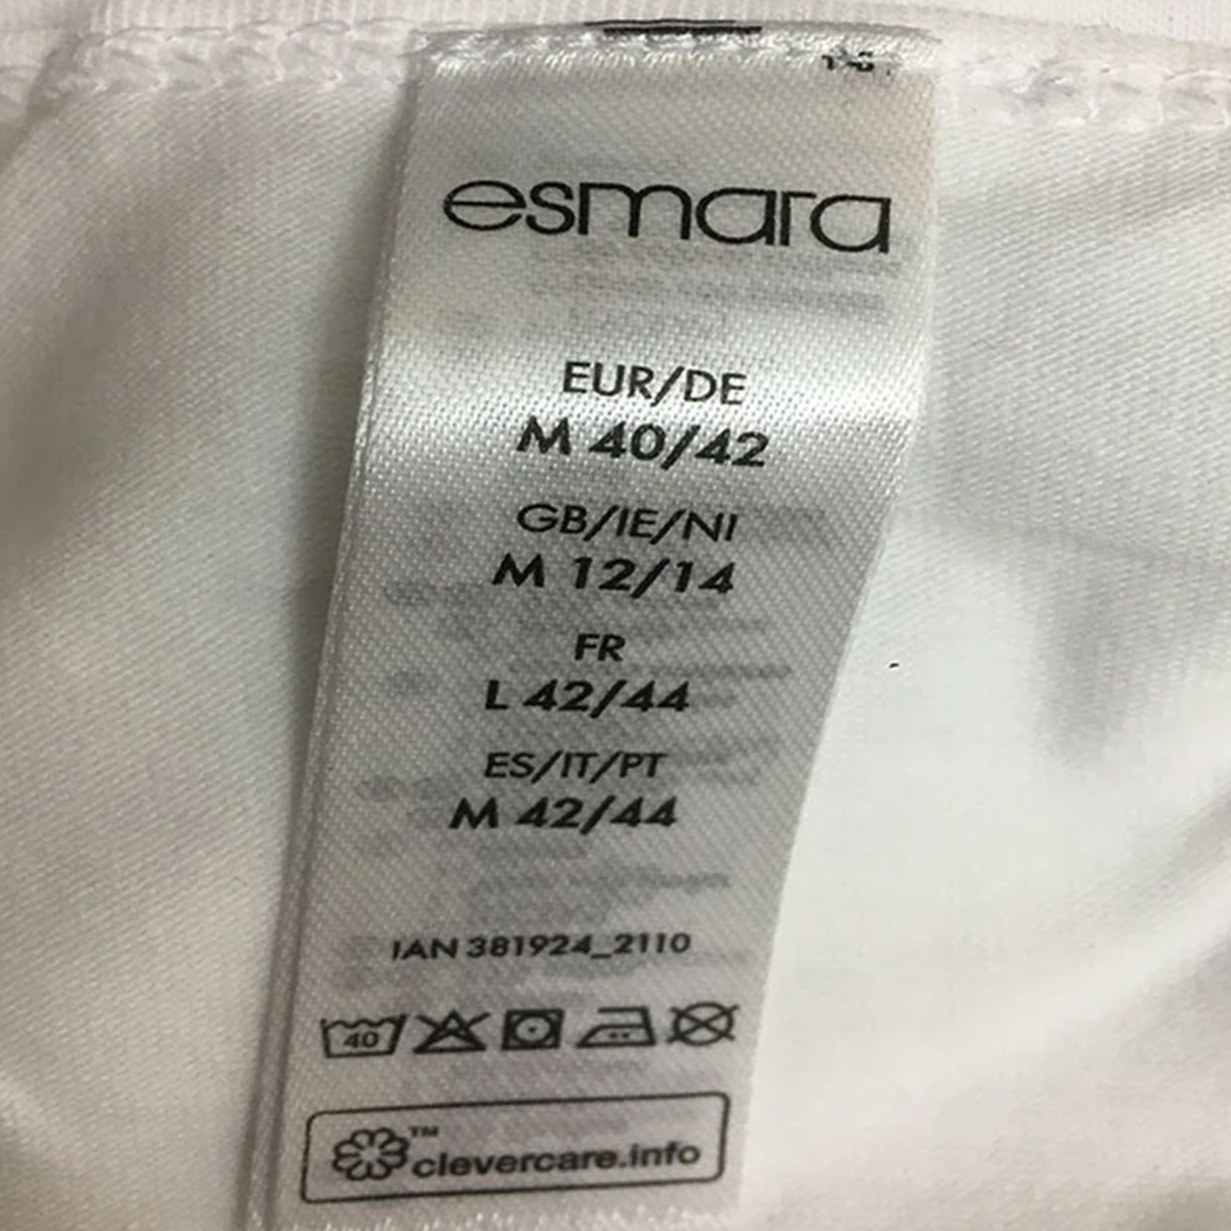 esmara
EUR/DE
M 40/42
GB/IE/NI
M 12/14
FR
L 42/44
ES/IT/PT
M 42/44
IAN 381924_2110
40
™
clevercare.info